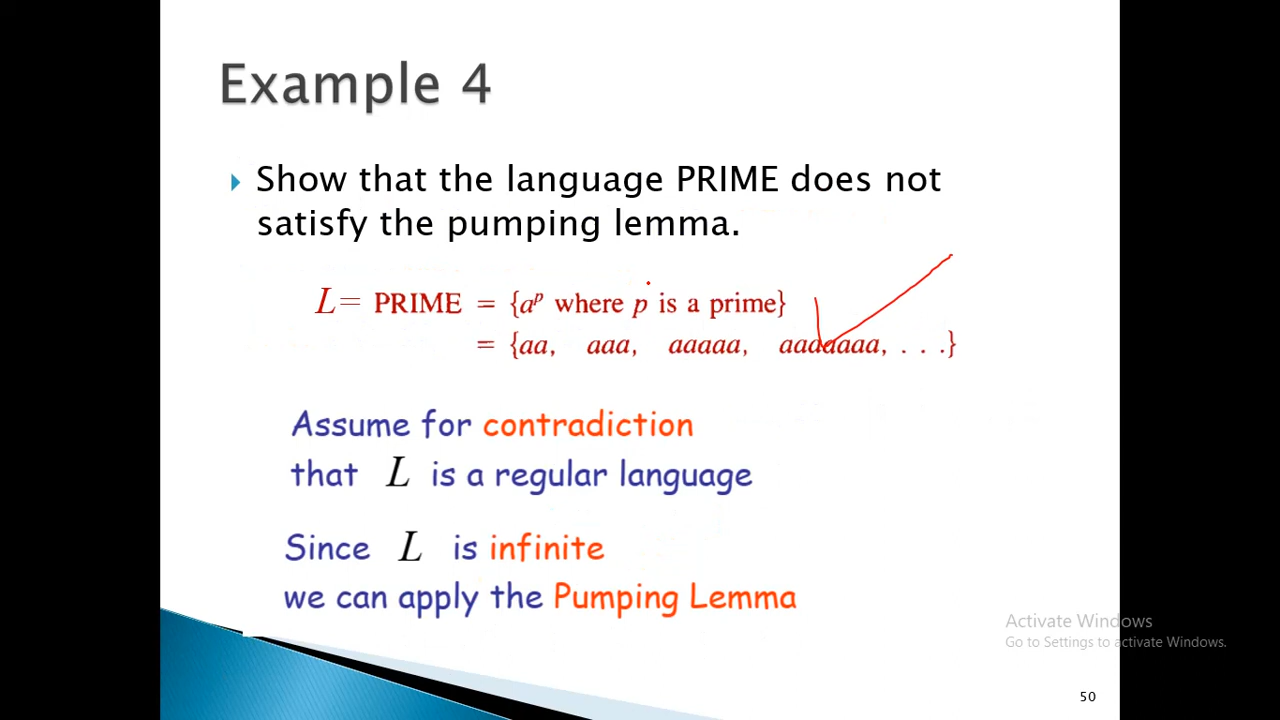 Example 4
Show that the language PRIME does not
satisfy the pumping lemma.
L= PRIME = {aᵖ where p is a prime}
= {aa, aaa, aaaaa, aaaaaaa, . . .}
Assume for contradiction
that L is a regular language
Since L is infinite
we can apply the Pumping Lemma
Activate Windows
Go to Settings to activate Windows.
50